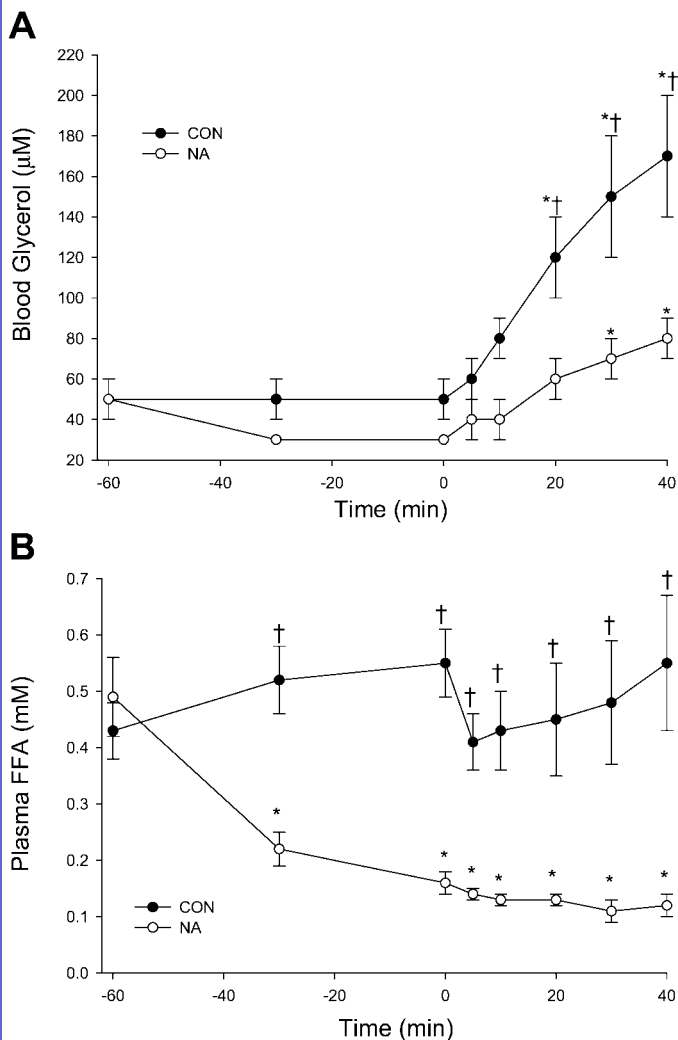 A
220
200
180
160
140
120
100
80
60
40
20
Blood Glycerol (μM)
CON
NA
*†
*†
*†
*
*
-60 -40 -20 0 20 40
Time (min)
B
0.7
0.6
0.5
0.4
0.3
0.2
0.1
0.0
Plasma FFA (mM)
† † † † † † †
* * * * * * *
CON
NA
-60 -40 -20 0 20 40
Time (min)